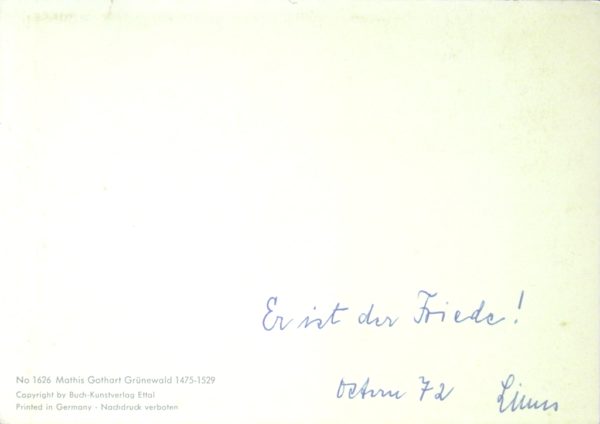 Er ist der Friede!
Ostern 72 Linus
No 1626 Mathis Gothart Grünewald 1475-1529
Copyright by Buch-Kunstverlag Ettal
Printed in Germany · Nachdruck verboten